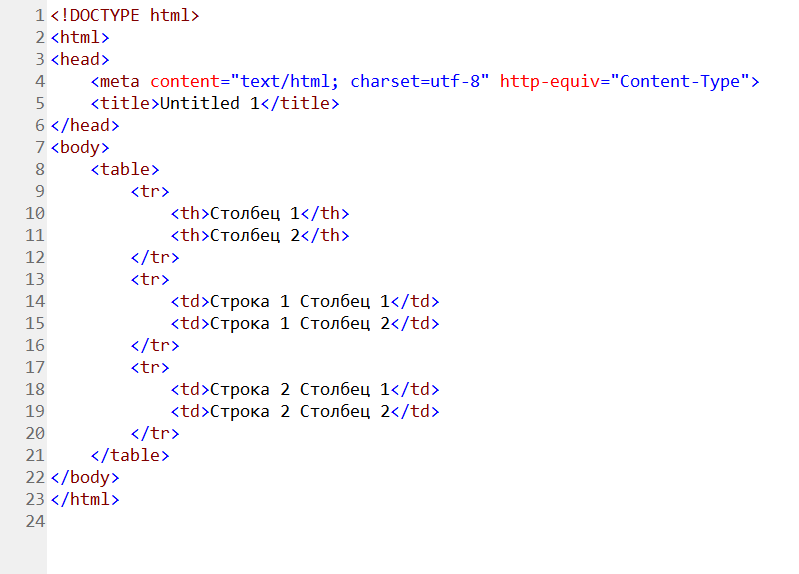 1 <!DOCTYPE html>
2 <html>
3 <head>
4     <meta content="text/html; charset=utf-8" http-equiv="Content-Type">
5     <title>Untitled 1</title>
6 </head>
7 <body>
8     <table>
9         <tr>
10             <th>Столбец 1</th>
11             <th>Столбец 2</th>
12         </tr>
13         <tr>
14             <td>Строка 1 Столбец 1</td>
15             <td>Строка 1 Столбец 2</td>
16         </tr>
17         <tr>
18             <td>Строка 2 Столбец 1</td>
19             <td>Строка 2 Столбец 2</td>
20         </tr>
21     </table>
22 </body>
23 </html>
24